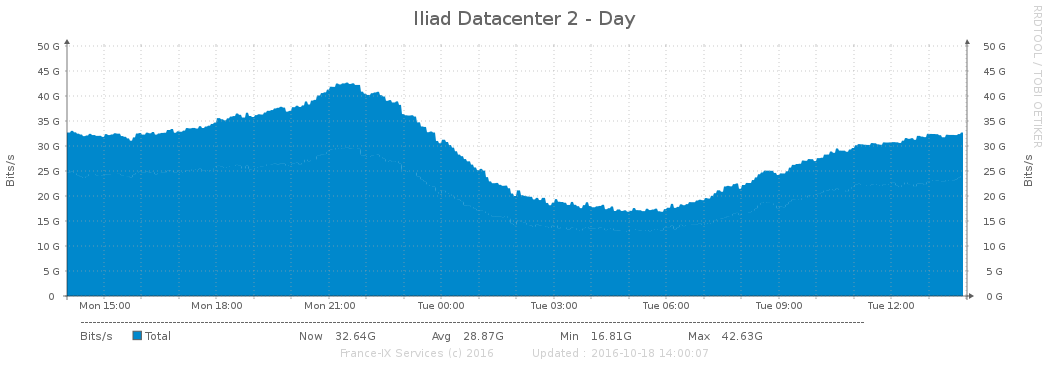 Iliad Datacenter 2 - Day
RRDTOOL / TOBI OETIKER
Bits/s
50 G 50 G
45 G 45 G
40 G 40 G
35 G 35 G
30 G 30 G
25 G 25 G
20 G 20 G
15 G 15 G
10 G 10 G
5 G 5 G
0 0 G
Bits/s
Mon 15:00 Mon 18:00 Mon 21:00 Tue 00:00 Tue 03:00 Tue 06:00 Tue 09:00 Tue 12:00
Bits/s Total Now 32.64G Avg 28.87G Min 16.81G Max 42.63G
France-IX Services (c) 2016 Updated : 2016-10-18 14:00:07